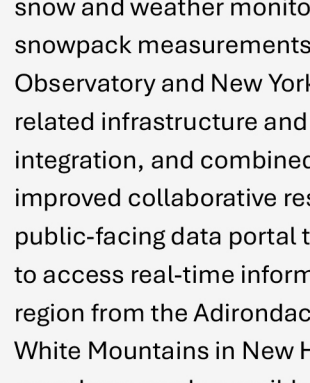 snow and weather monito
snowpack measurements
Observatory and New York
related infrastructure and
integration, and combined
improved collaborative res
public-facing data portal t
to access real-time inform
region from the Adirondac
White Mountains in New H